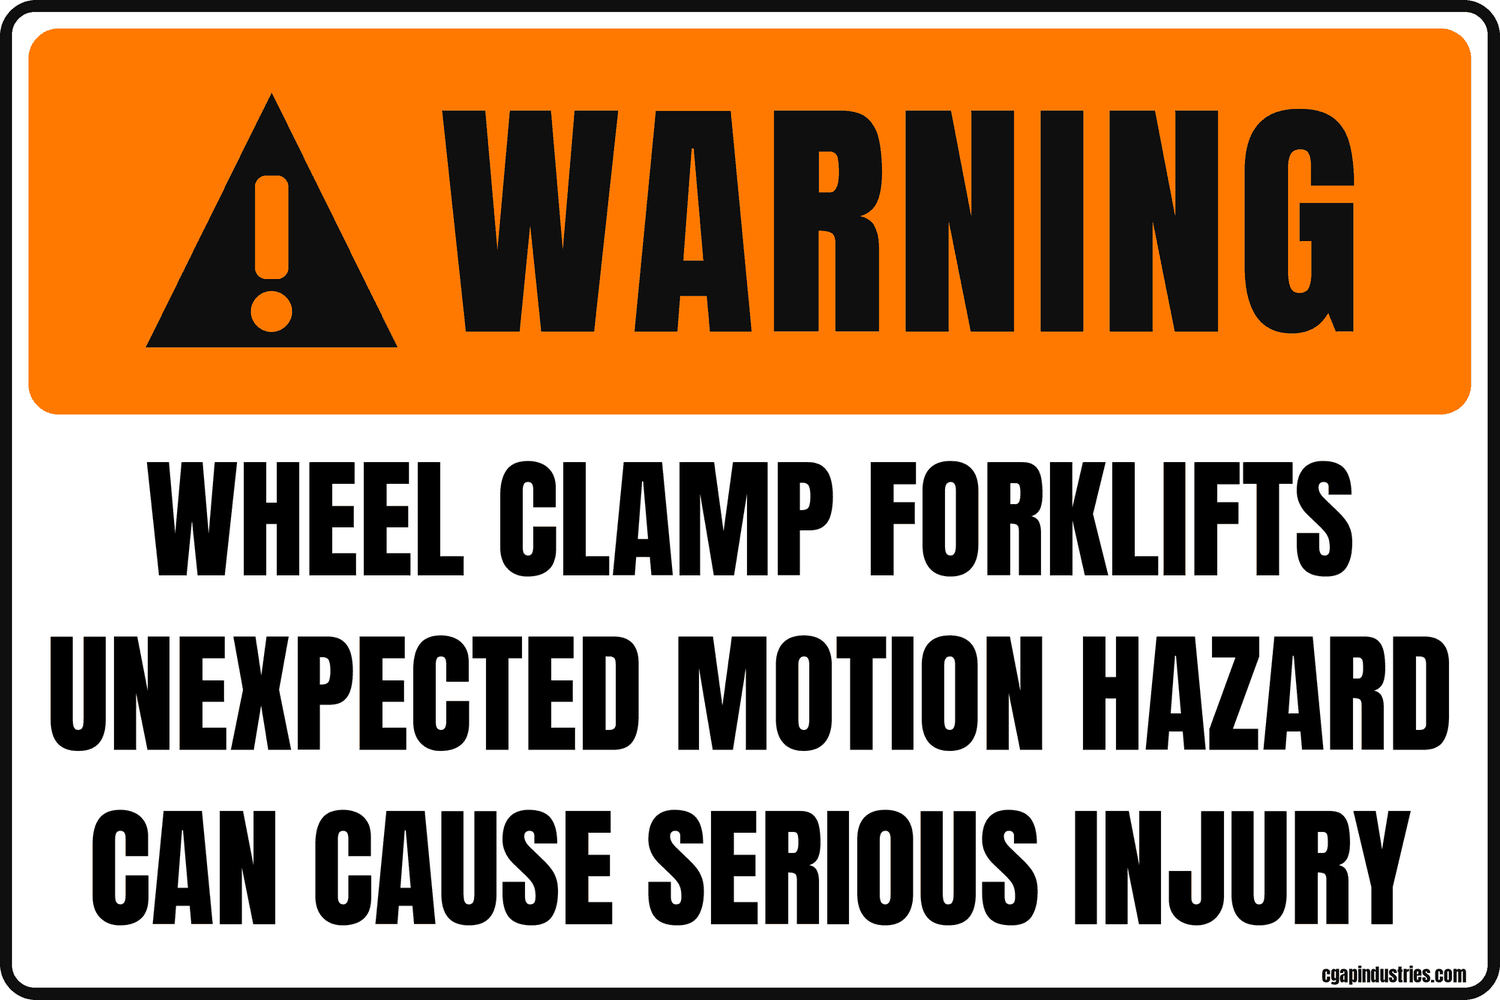 WARNING
WHEEL CLAMP FORKLIFTS
UNEXPECTED MOTION HAZARD
CAN CAUSE SERIOUS INJURY
cgapindustries.com